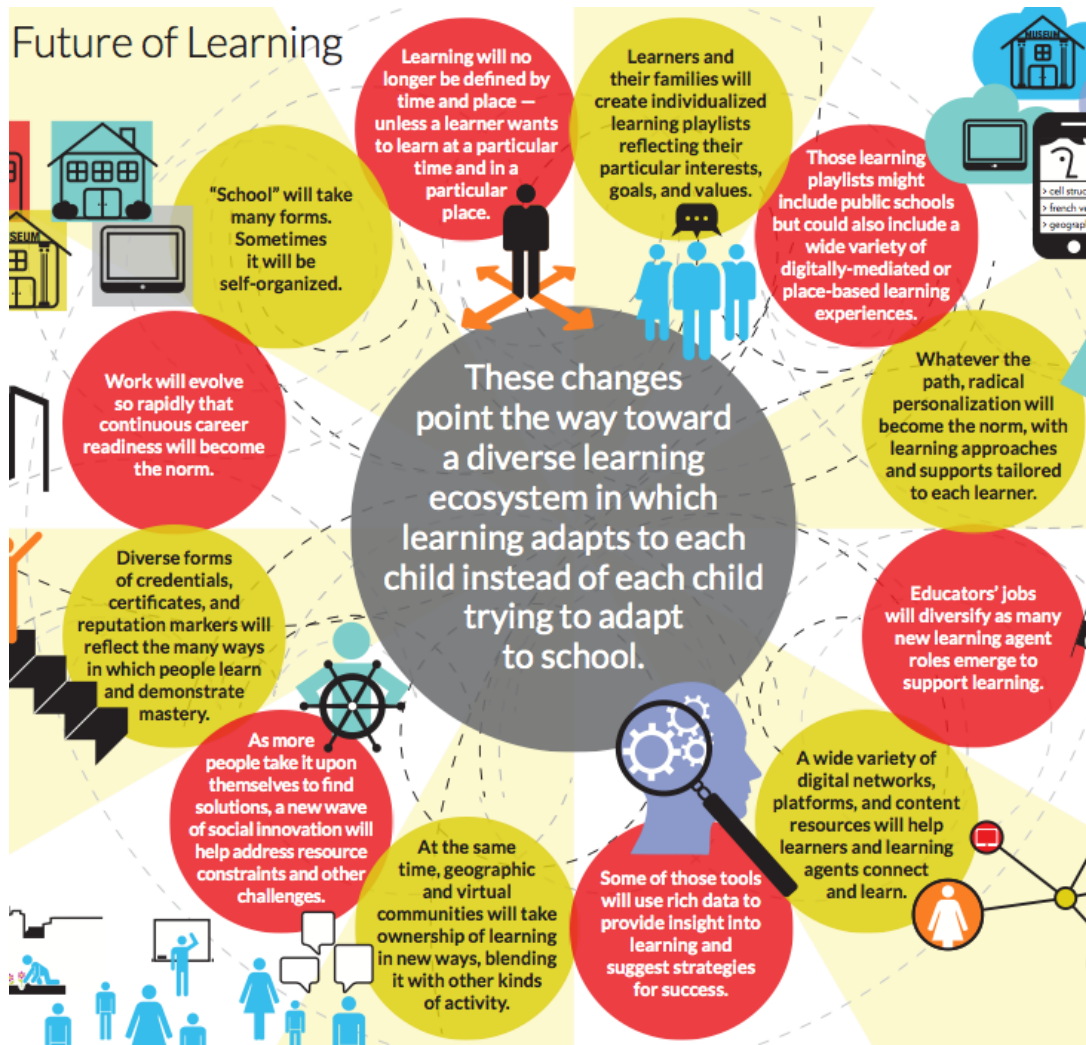 Future of Learning
Learning will no
longer be defined by
time and place —
unless a learner wants
to learn at a particular
time and in a
particular
place.
Learners and
their families will
create individualized
learning playlists
reflecting their
particular interests,
goals, and values.
Those learning
playlists might
include public schools
but could also include a
wide variety of
digitally-mediated or
place-based learning
experiences.
MUSEUM
> cell struc
> french ve
> geograp
Whatever the
path, radical
personalization will
become the norm, with
learning approaches
and supports tailored
to each learner.
Educators’ jobs
will diversify as many
new learning agent
roles emerge to
support learning.
A wide variety of
digital networks,
platforms, and content
resources will help
learners and learning
agents connect
and learn.
Some of those tools
will use rich data to
provide insight into
learning and
suggest strategies
for success.
At the same
time, geographic
and virtual
communities will take
ownership of learning
in new ways, blending
it with other kinds
of activity.
As more
people take it upon
themselves to find
solutions, a new wave
of social innovation will
help address resource
constraints and other
challenges.
Diverse forms
of credentials,
certificates, and
reputation markers will
reflect the many ways
in which people learn
and demonstrate
mastery.
Work will evolve
so rapidly that
continuous career
readiness will become
the norm.
“School” will take
many forms.
Sometimes
it will be
self-organized.
SEUM
These changes
point the way toward
a diverse learning
ecosystem in which
learning adapts to each
child instead of each child
trying to adapt
to school.